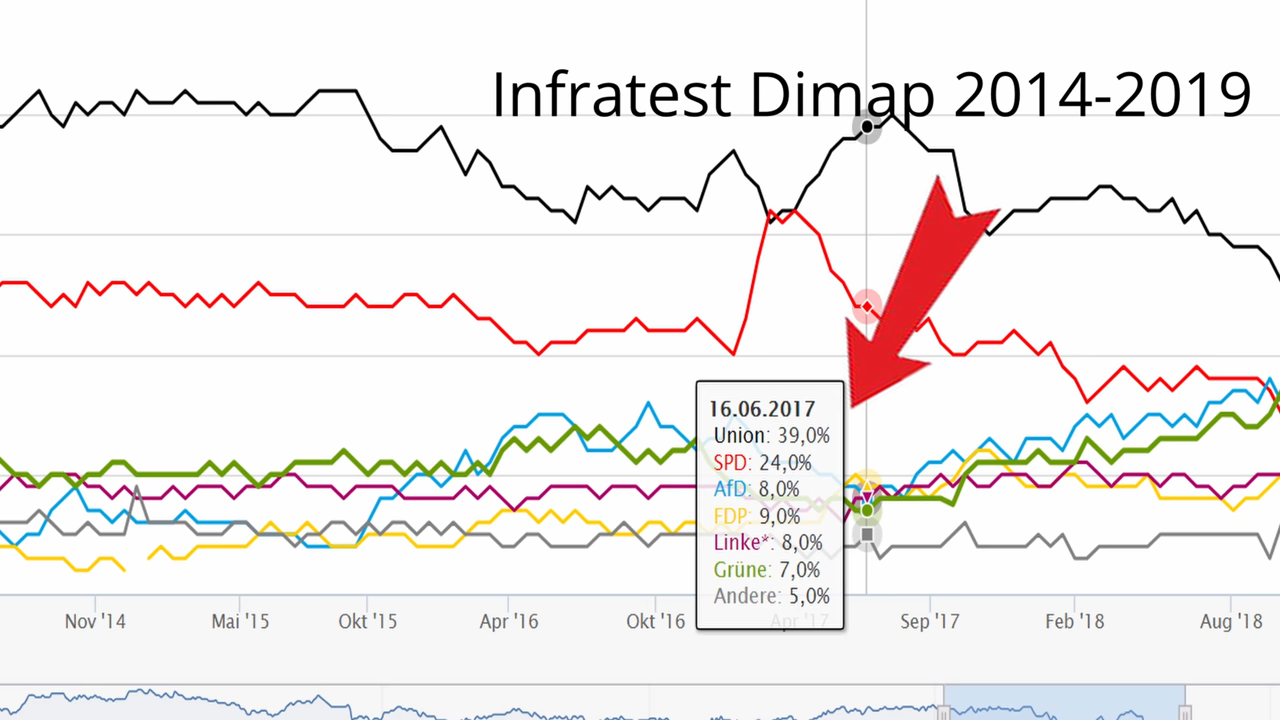 Infratest Dimap 2014-2019
16.06.2017
Union: 39,0%
SPD: 24,0%
AfD: 8,0%
FDP: 9,0%
Linke*: 8,0%
Grüne: 7,0%
Andere: 5,0%
Nov '14 Mai '15 Okt '15 Apr '16 Okt '16 Apr '17 Sep '17 Feb '18 Aug '18